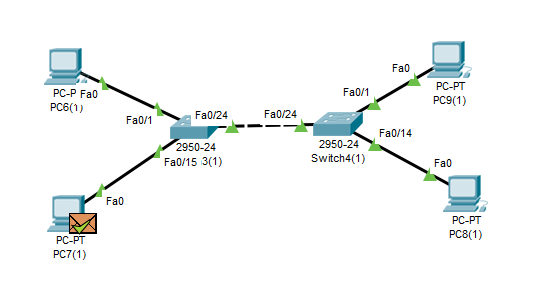 PC-P Fa0
PC6(1)
Fa0/1
Fa0/24
2950-24
Fa0/15 3(1)
Fa0
PC-PT
PC7(1)
Fa0/24
2950-24
Switch4(1)
Fa0/1
Fa0
PC-PT
PC9(1)
Fa0/14
Fa0
PC-PT
PC8(1)